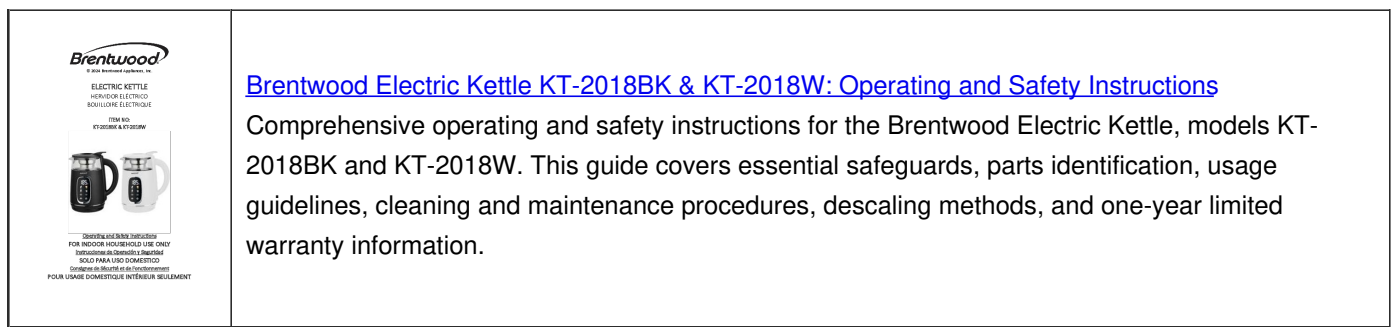 Brentwood
© 2024 Brentwood Appliances, Inc.
ELECTRIC KETTLE
HERVIDOR ELÉCTRICO
BOUILLOIRE ÉLECTRIQUE
ITEM NO:
KT-2018BK & KT-2018W
Operating and Safety Instructions
FOR INDOOR HOUSEHOLD USE ONLY
Instrucciones de Operación y Seguridad
SOLO PARA USO DOMESTICO
Consignes de Sécurité et de Fonctionnement
POUR USAGE DOMESTIQUE INTÉRIEUR SEULEMENT
Brentwood Electric Kettle KT-2018BK & KT-2018W: Operating and Safety Instructions
Comprehensive operating and safety instructions for the Brentwood Electric Kettle, models KT-
2018BK and KT-2018W. This guide covers essential safeguards, parts identification, usage
guidelines, cleaning and maintenance procedures, descaling methods, and one-year limited
warranty information.